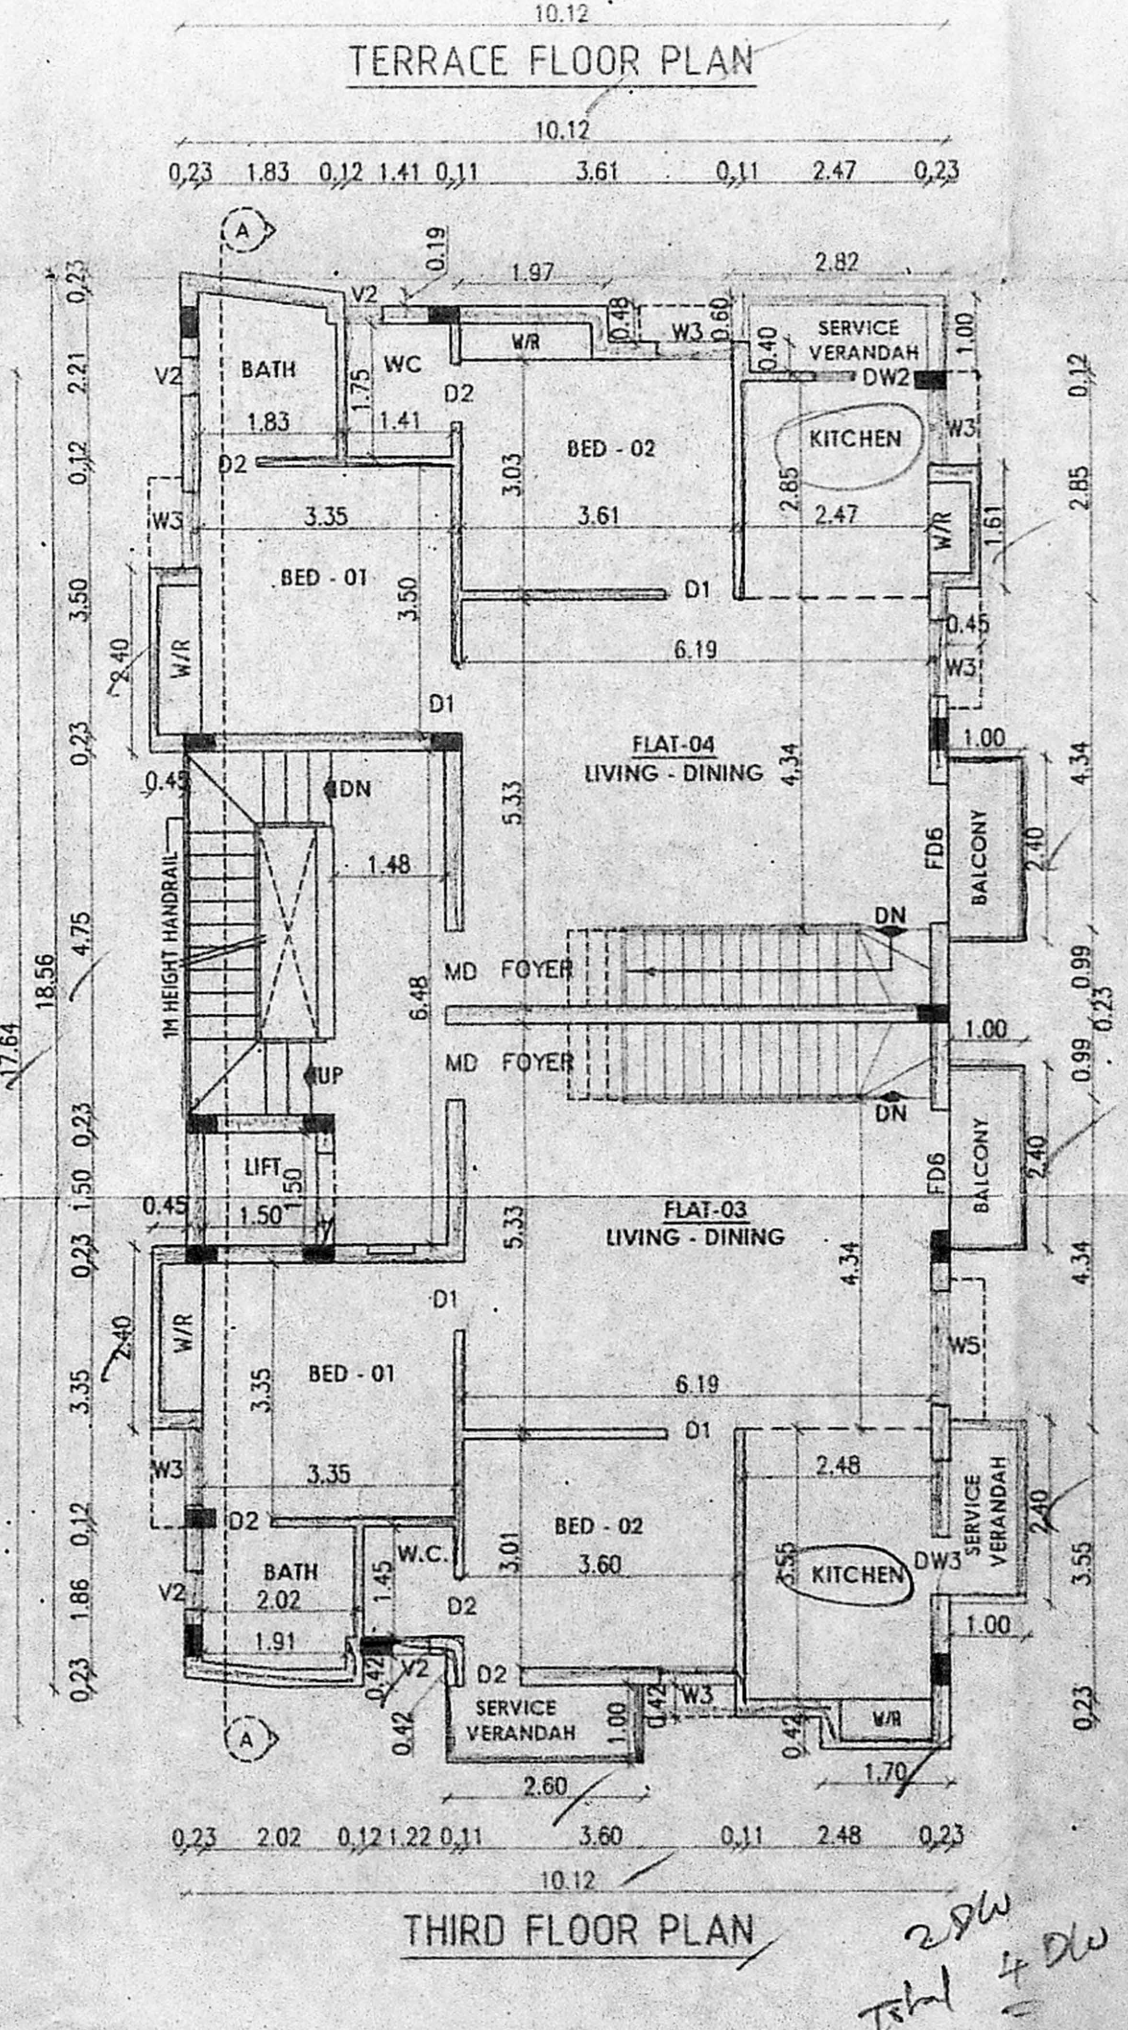 10.12
TERRACE FLOOR PLAN
10.12
0,23 1.83 0,12 1.41 0,11 3.61 0,11 2.47 0,23
A
0.19
1.97
2.82
0,23
V2
0.48
W3
0.60
0.40
SERVICE
VERANDAH
1.00
W/R
BATH
WC
V2
2.21
1.75
D2
DW2
0,12
1.83
1.41
BED - 02
KITCHEN
W3
0,12
D2
3.03
2.85
2.85
W3
3.35
3.61
2.47
W/R
1.61
BED - 01
3.50
3.50
D1
0.45
2.40
W/R
6.19
W3
D1
0,23
FLAT-04
LIVING - DINING
4.34
1.00
4.34
0.45
DN
5.33
1M HEIGHT HANDRAIL
1.48
FD6
BALCONY
2.40
DN
4.75
18.56
17.64
MD FOYER
6.48
0.99
0.23
1.00
MD FOYER
0.99
UP
DN
0,23
LIFT
1.50
1.50
1.50
0.45
FD6
BALCONY
2.40
FLAT-03
LIVING - DINING
5.33
0,23
4.34
4.34
D1
W/R
2.40
W5
BED - 01
3.35
3.35
6.19
D1
3.35
2.48
W3
SERVICE
VERANDAH
2.40
D2
0,12
BED - 02
W.C.
3.01
3.55
KITCHEN
DW3
3.55
BATH
3.60
1.45
V2
2.02
D2
1.86
1.00
1.91
0.42
V2
D2
0.42
W3
0,23
SERVICE
VERANDAH
1.00
0.42
0.42
W/R
0,23
A
1.70
2.60
0,23 2.02 0,12 1.22 0,11 3.60 0,11 2.48 0,23
10.12
THIRD FLOOR PLAN
2 DW
Total 4 DW